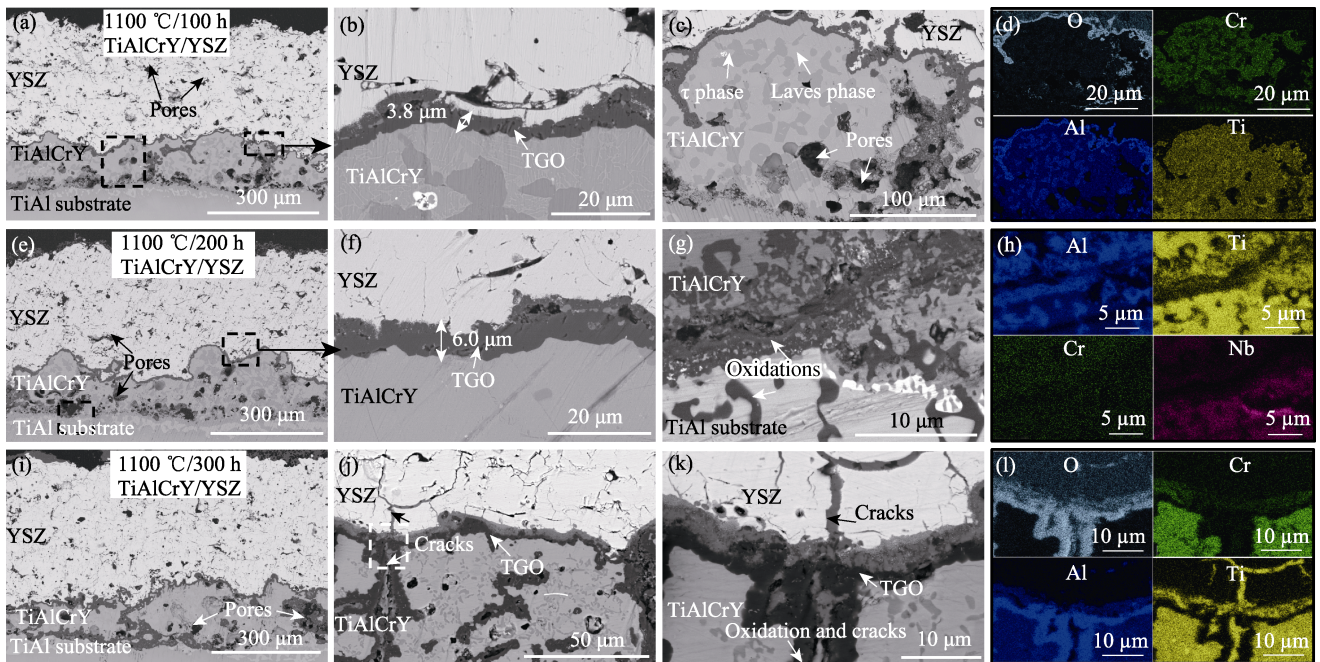 (a)
1100 ℃/100 h
TiAlCrY/YSZ
YSZ
Pores
TiAlCrY
TiAl substrate
300 μm
(b)
YSZ
3.8 μm
TGO
TiAlCrY
20 μm
(c)
YSZ
τ phase
Laves phase
TiAlCrY
Pores
100 μm
(d)
O
20 μm
Cr
20 μm
Al
Ti
(e)
1100 ℃/200 h
TiAlCrY/YSZ
YSZ
Pores
TiAlCrY
300 μm
TiAl substrate
(f)
YSZ
6.0 μm
TGO
TiAlCrY
20 μm
(g)
TiAlCrY
Oxidations
TiAl substrate
10 μm
(h)
Al
5 μm
Ti
5 μm
Cr
5 μm
Nb
5 μm
(i)
1100 ℃/300 h
TiAlCrY/YSZ
YSZ
TiAlCrY
Pores
TiAl substrate
300 μm
(j)
YSZ
Cracks
TGO
TiAlCrY
50 μm
(k)
YSZ
Cracks
TGO
TiAlCrY
Oxidation and cracks
10 μm
(l)
O
10 μm
Cr
10 μm
Al
10 μm
Ti
10 μm